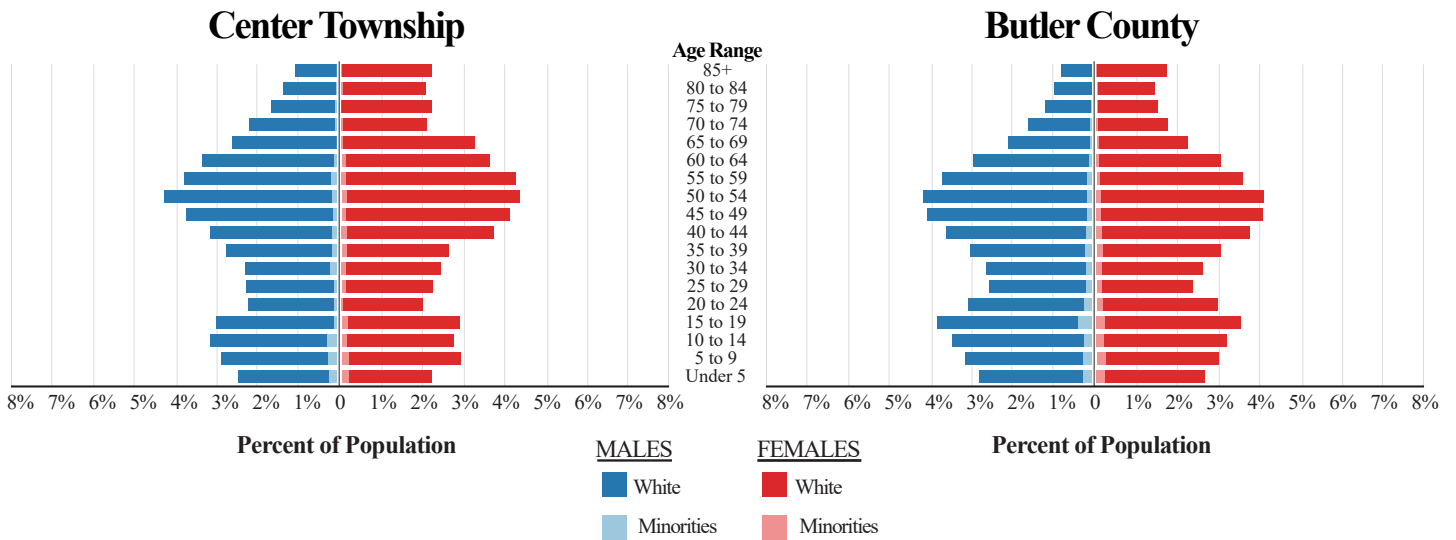 Center Township
Butler County
Age Range
85+
80 to 84
75 to 79
70 to 74
65 to 69
60 to 64
55 to 59
50 to 54
45 to 49
40 to 44
35 to 39
30 to 34
25 to 29
20 to 24
15 to 19
10 to 14
5 to 9
Under 5
8% 7% 6% 5% 4% 3% 2% 1% 0 1% 2% 3% 4% 5% 6% 7% 8%
8% 7% 6% 5% 4% 3% 2% 1% 0 1% 2% 3% 4% 5% 6% 7% 8%
Percent of Population
Percent of Population
MALES
White
Minorities
FEMALES
White
Minorities